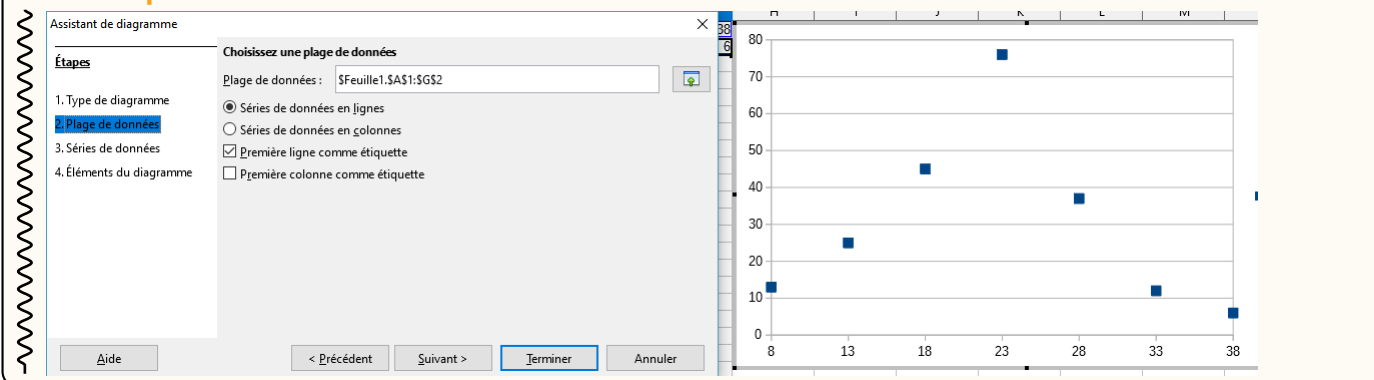 Assistant de diagramme
Étapes
1. Type de diagramme
2. Plage de données
3. Séries de données
4. Éléments du diagramme
Choisissez une plage de données
Plage de données : $Feuille1.$A$1:$G$2
Séries de données en lignes
Séries de données en colonnes
Première ligne comme étiquette
Première colonne comme étiquette
Aide
< Précédent
Suivant >
Terminer
Annuler
38
6
H I J K L M
80
70
60
50
40
30
20
10
0
8 13 18 23 28 33 38